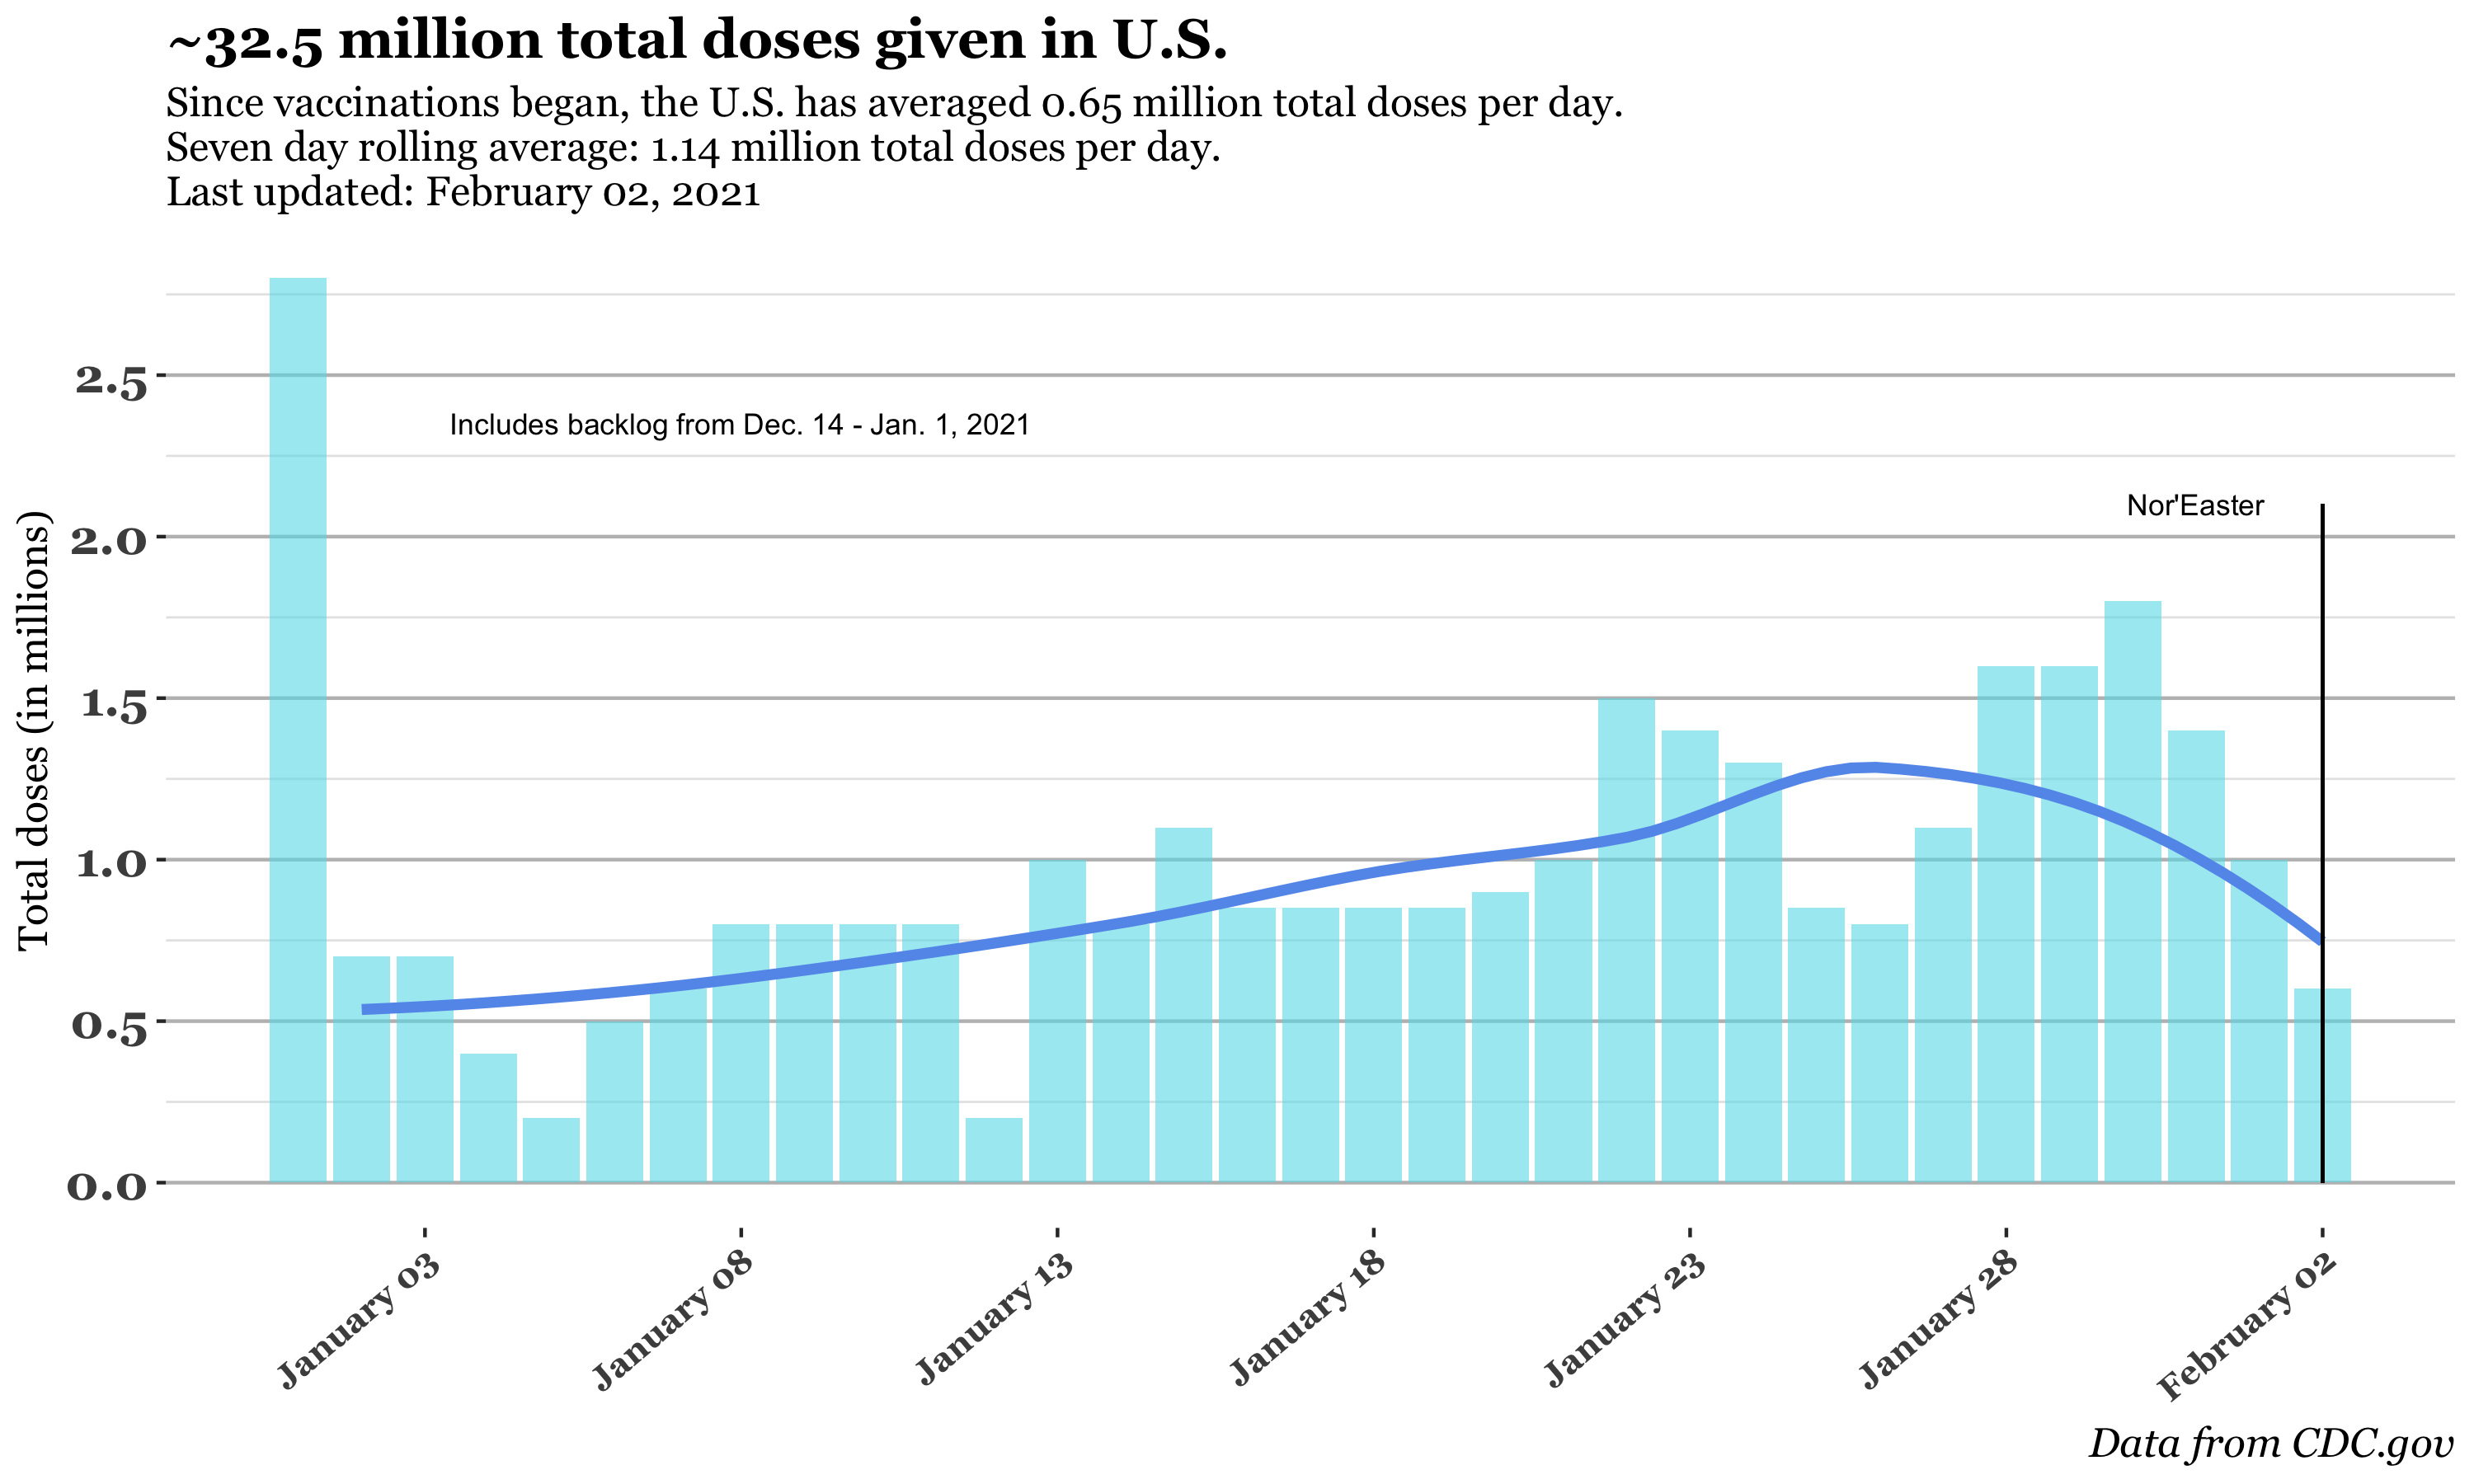 ~32.5 million total doses given in U.S.
Since vaccinations began, the U.S. has averaged 0.65 million total doses per day.
Seven day rolling average: 1.14 million total doses per day.
Last updated: February 02, 2021
Total doses (in millions)
2.5
2.0
1.5
1.0
0.5
0.0
Includes backlog from Dec. 14 - Jan. 1, 2021
Nor'Easter
January 03
January 08
January 13
January 18
January 23
January 28
February 02
Data from CDC.gov